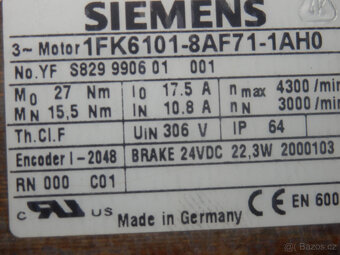 SIEMENS
3~ Motor 1FK6101-8AF71-1AH0
No.YF S829 9906 01 001
M0 27 Nm I0 17.5 A nmax 4300 /min
MN 15,5 Nm IN 10.8 A nN 3000 /min
Th.Cl.F UIN 306 V IP 64
Encoder I-2048 BRAKE 24VDC 22,3W 2000103
RN 000 C01
c UR US Made in Germany CE EN 600
Bazos.cz